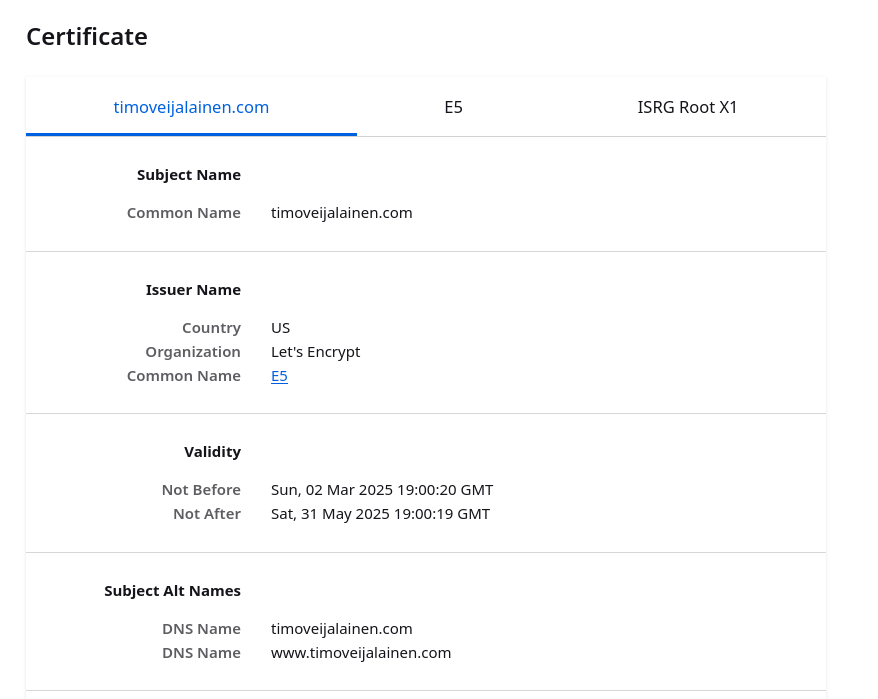 Certificate
timoveijalainen.com E5 ISRG Root X1
Subject Name
Common Name timoveijalainen.com
Issuer Name
Country US
Organization Let's Encrypt
Common Name E5
Validity
Not Before Sun, 02 Mar 2025 19:00:20 GMT
Not After Sat, 31 May 2025 19:00:19 GMT
Subject Alt Names
DNS Name timoveijalainen.com
DNS Name www.timoveijalainen.com